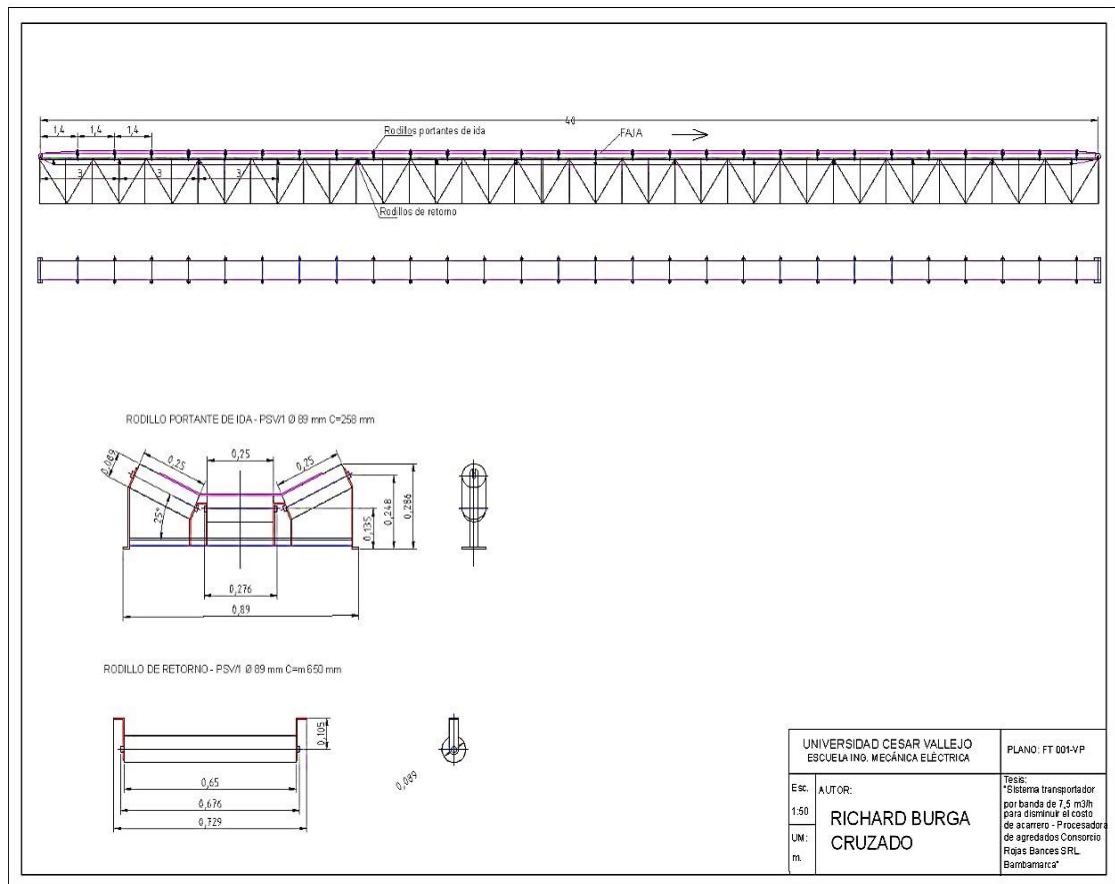 40
1,4 1,4 1,4
Rodillos portantes de ida
FAJA
3 3 3
Rodillos de retorno
RODILLO PORTANTE DE IDA - PSV/1 Ø 89 mm C=258 mm
0,089
0,25
0,25
0,25
25°
0,135
0,248
0,286
0,276
0,89
RODILLO DE RETORNO - PSV/1 Ø 89 mm C=m 650 mm
0,105
0,65
0,676
0,729
0,089
UNIVERSIDAD CESAR VALLEJO
ESCUELA ING. MECÁNICA ELÉCTRICA
PLANO: FT 001-VP
Esc.
1:50
UM:
m.
AUTOR:
RICHARD BURGA
CRUZADO
Tesis:
"Sistema transportador
por banda de 7,5 m3/h
para disminuir el costo
de acarrero - Procesadora
de agredados Consorcio
Rojas Bances SRL.
Bambamarca"